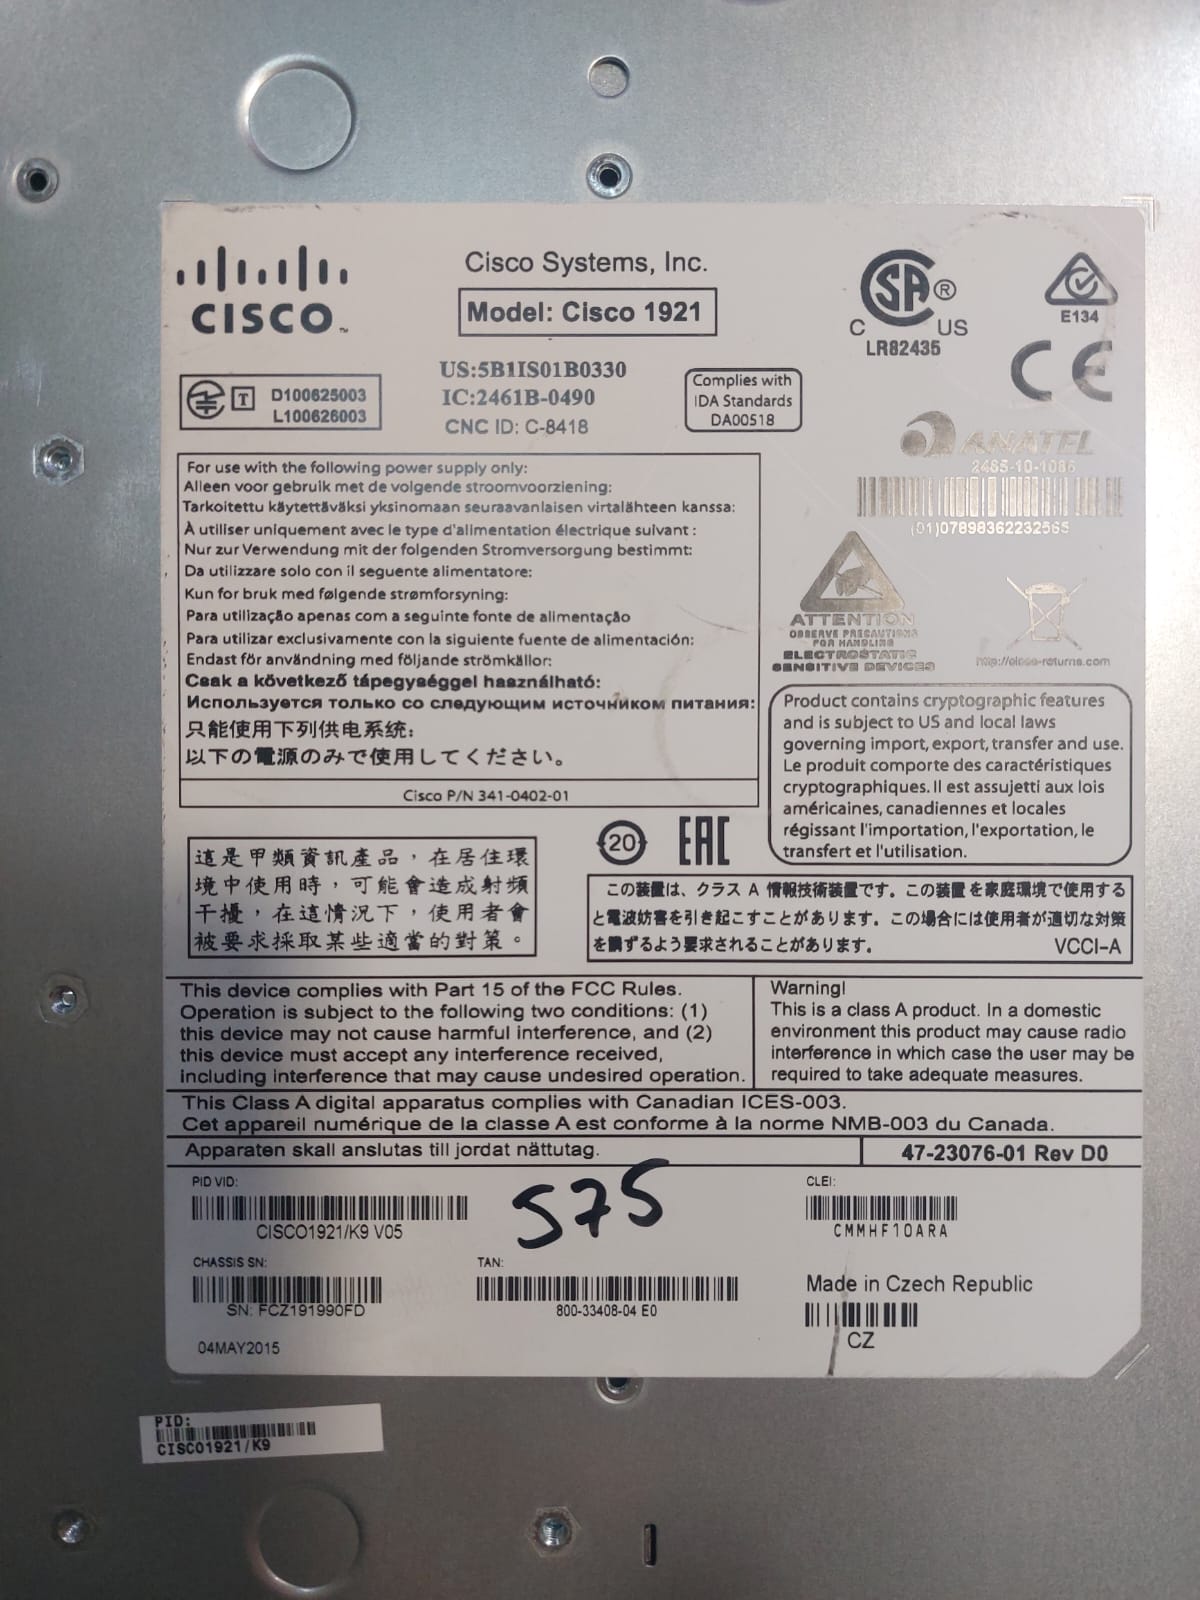 CISCO
Cisco Systems, Inc.
Model: Cisco 1921
US:5B1IS01B0330
IC:2461B-0490
CNC ID: C-8418
T D100625003
L100626003
Complies with
IDA Standards
DA00518
C US
LR82435
E134
CE
ANATEL
2465-10-1086
(01)07898362232565
For use with the following power supply only:
Alleen voor gebruik met de volgende stroomvoorziening:
Tarkoitettu käytettäväksi yksinomaan seuraavanlaisen virtalähteen kanssa:
À utiliser uniquement avec le type d'alimentation électrique suivant :
Nur zur Verwendung mit der folgenden Stromversorgung bestimmt:
Da utilizzare solo con il seguente alimentatore:
Kun for bruk med følgende strømforsyning:
Para utilização apenas com a seguinte fonte de alimentação
Para utilizar exclusivamente con la siguiente fuente de alimentación:
Endast för användning med följande strömkällor:
Csak a következő tápegységgel használható:
Используется только со следующим источником питания:
只能使用下列供电系统:
以下の電源のみで使用してください。
Cisco P/N 341-0402-01
ATTENTION
OBSERVE PRECAUTIONS
FOR HANDLING
ELECTROSTATIC
SENSITIVE DEVICES
http://cisco-returns.com
Product contains cryptographic features
and is subject to US and local laws
governing import, export, transfer and use.
Le produit comporte des caractéristiques
cryptographiques. Il est assujetti aux lois
américaines, canadiennes et locales
régissant l'importation, l'exportation, le
transfert et l'utilisation.
20 EAC
這是甲類資訊產品，在居住環
境中使用時，可能會造成射頻
干擾，在這情況下，使用者會
被要求採取某些適當的對策。
この装置は、クラス A 情報技術装置です。この装置を家庭環境で使用する
と電波妨害を引き起こすことがあります。この場合には使用者が適切な対策
を講ずるよう要求されることがあります。 VCCI-A
This device complies with Part 15 of the FCC Rules.
Operation is subject to the following two conditions: (1)
this device may not cause harmful interference, and (2)
this device must accept any interference received,
including interference that may cause undesired operation.
Warning!
This is a class A product. In a domestic
environment this product may cause radio
interference in which case the user may be
required to take adequate measures.
This Class A digital apparatus complies with Canadian ICES-003.
Cet appareil numérique de la classe A est conforme à la norme NMB-003 du Canada.
Apparaten skall anslutas till jordat nättutag.
47-23076-01 Rev D0
PID VID:
CISCO1921/K9 V05
575
CLEI:
CMMHF10ARA
CHASSIS SN:
SN: FCZ191990FD
TAN:
800-33408-04 E0
Made in Czech Republic
CZ
04MAY2015
PID:
CISCO1921/K9